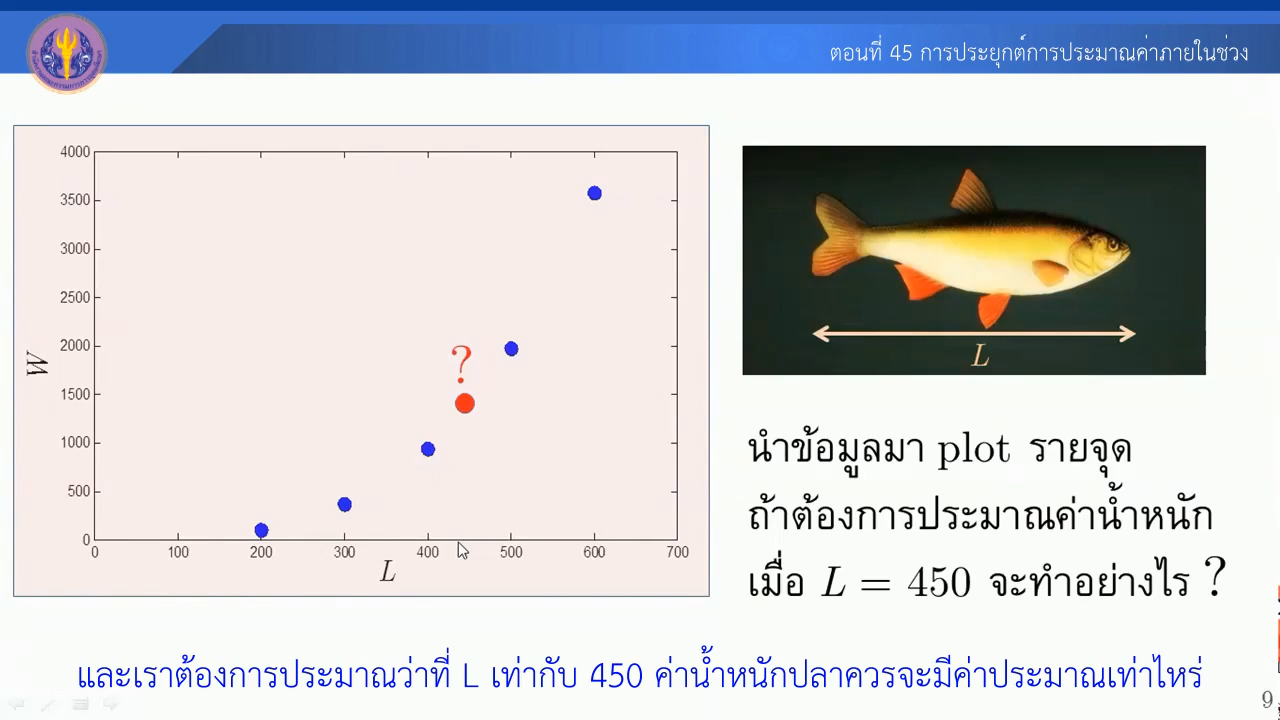 ตอนที่ 45 การประยุกต์การประมาณค่าภายในช่วง
4000
3500
3000
2500
2000
1500
1000
500
0
W
?
0 100 200 300 400 500 600 700
L
L
นำข้อมูลมา plot รายจุด
ถ้าต้องการประมาณค่าน้ำหนัก
เมื่อ L = 450 จะทำอย่างไร ?
และเราต้องการประมาณว่าที่ L เท่ากับ 450 ค่าน้ำหนักปลาควรจะมีค่าประมาณเท่าไหร่
9